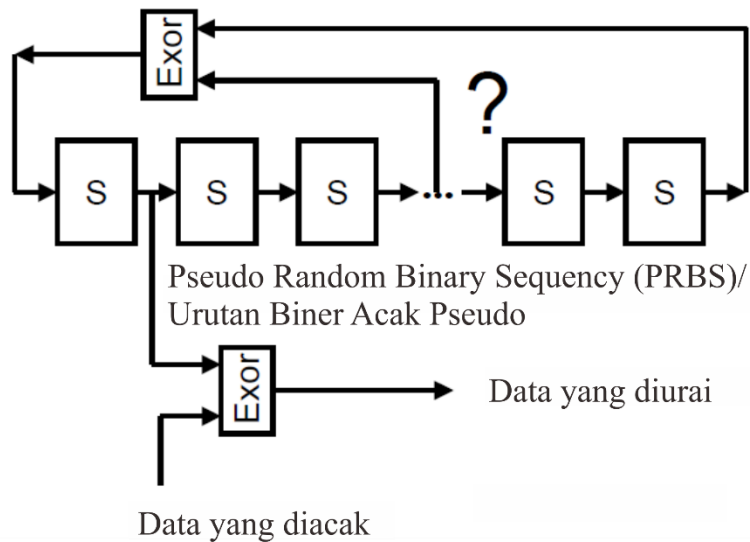 Exor
?
S S S ... S S
Pseudo Random Binary Sequency (PRBS)/
Urutan Biner Acak Pseudo
Exor
Data yang diurai
Data yang diacak